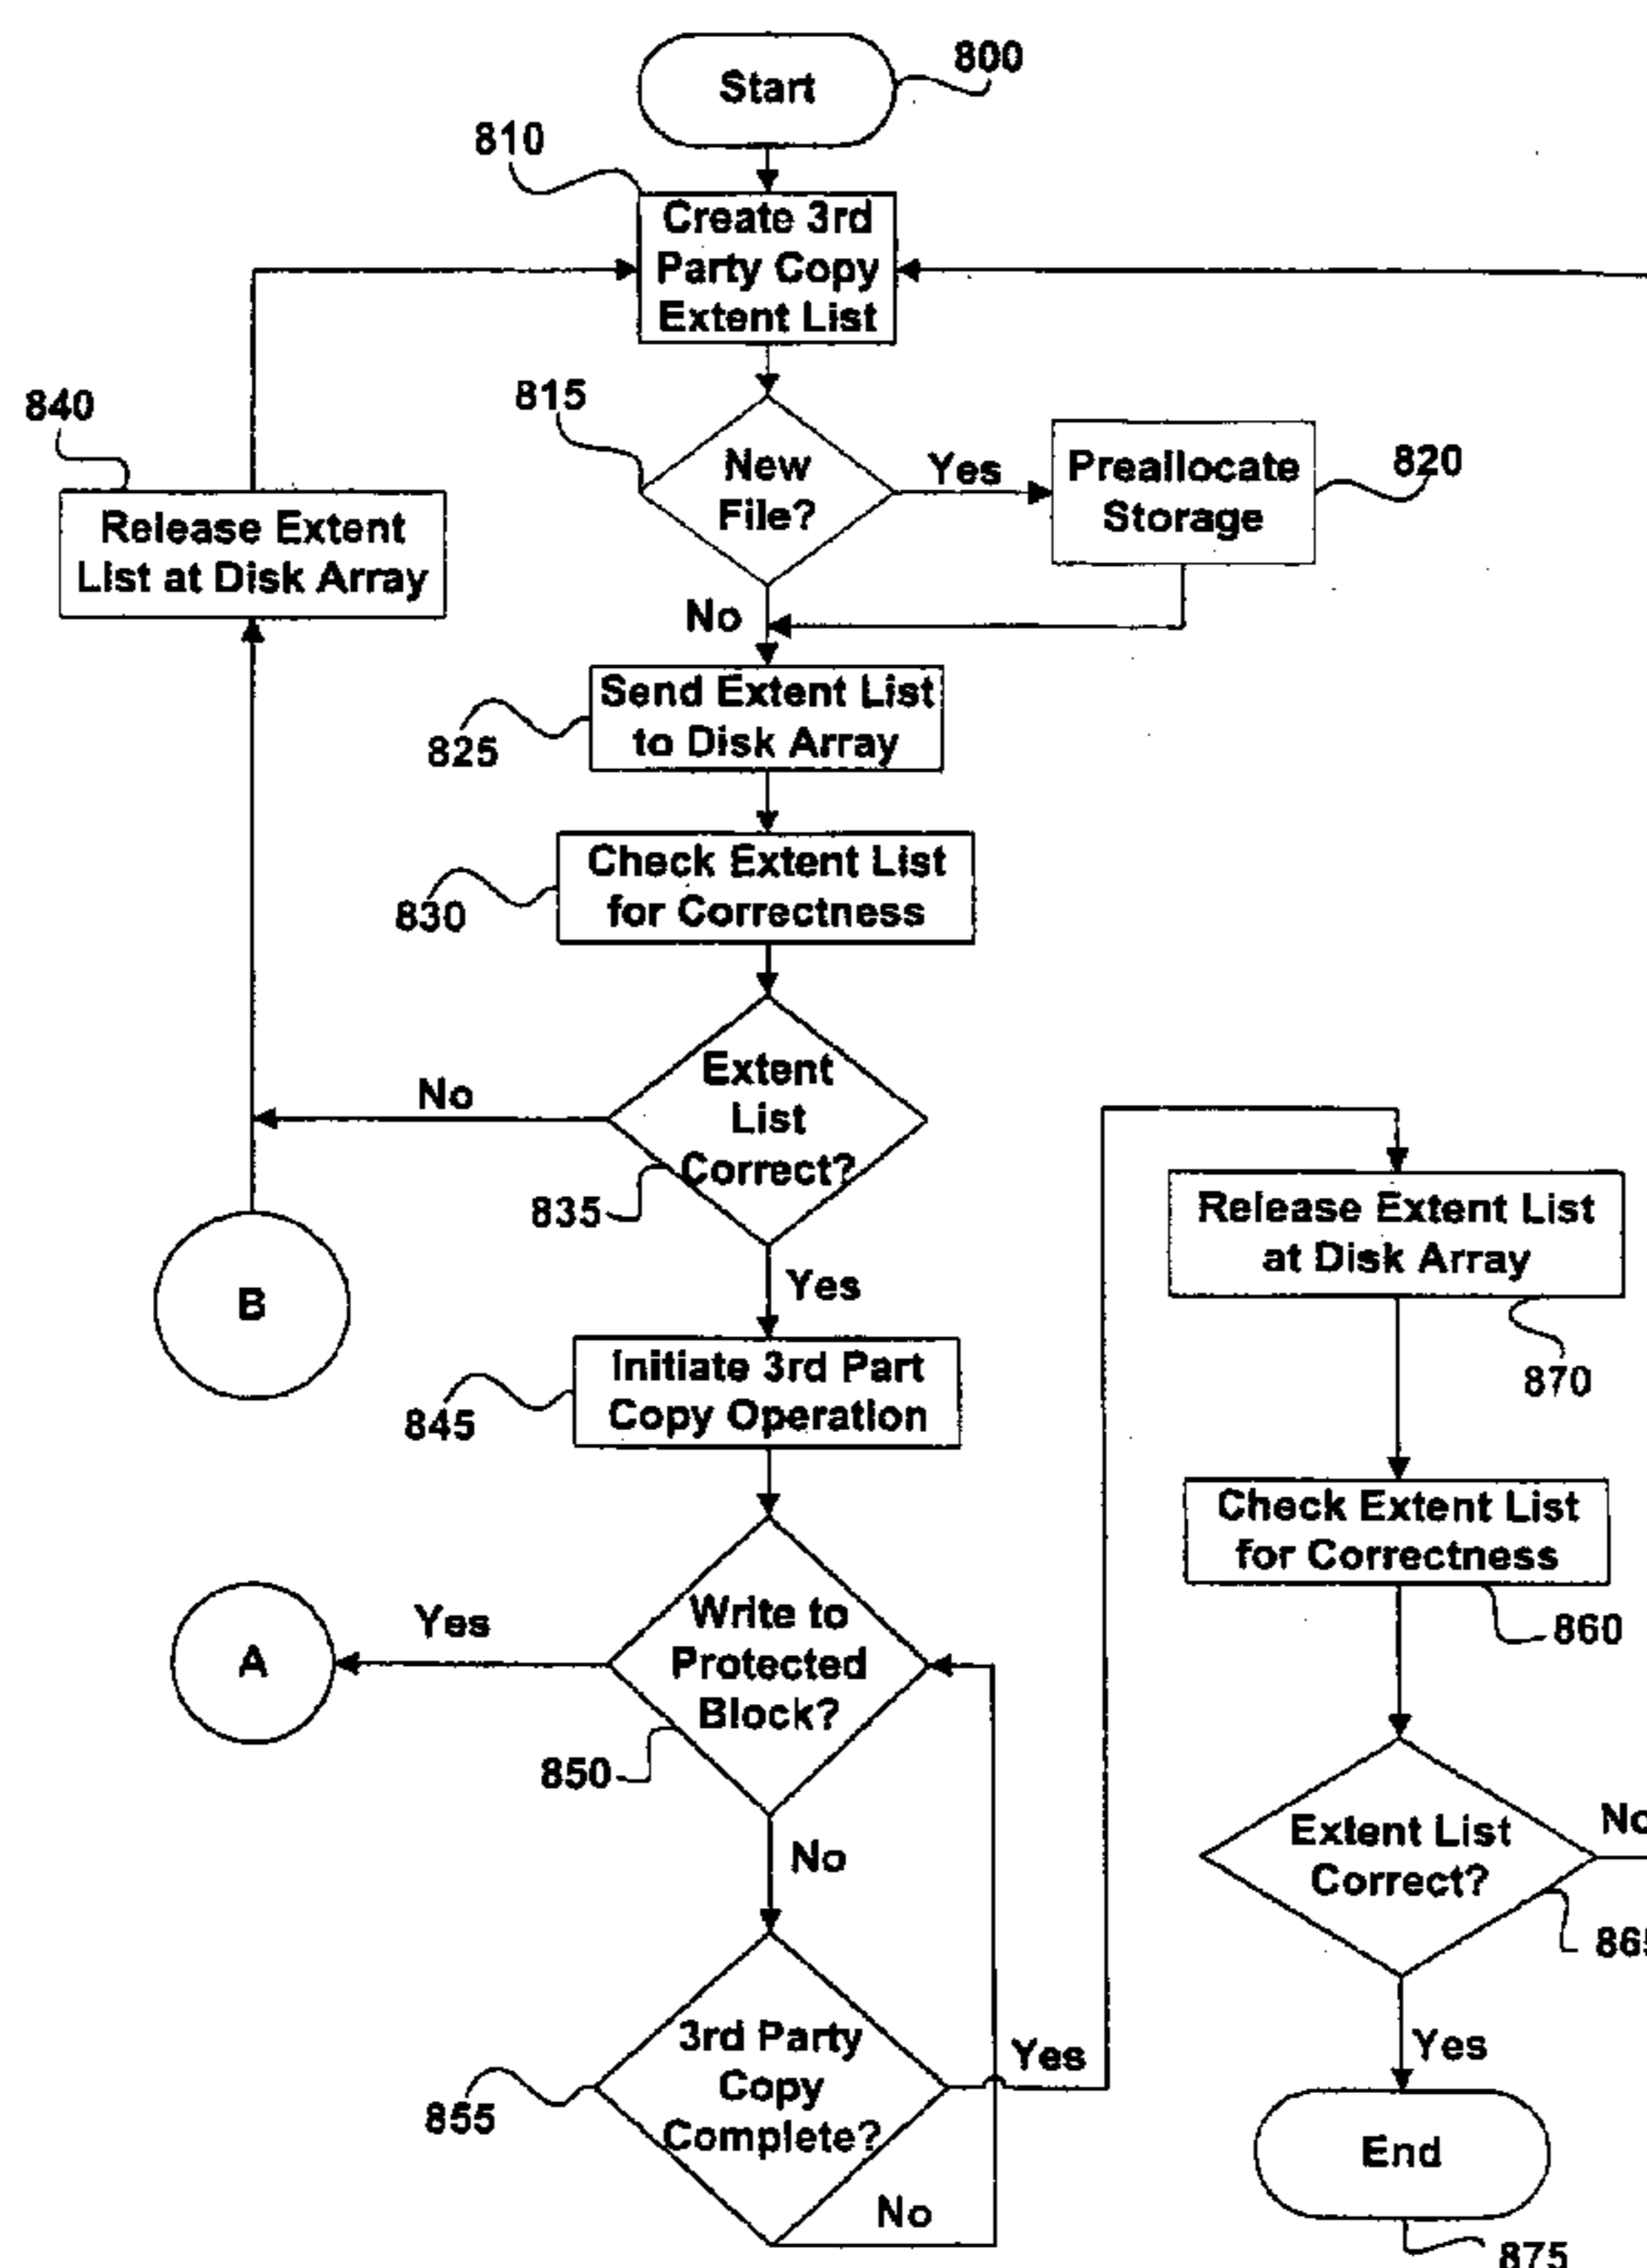 Start
800
810
Create 3rd
Party Copy
Extent List
840
815
New
File?
Yes
Preallocate
Storage
820
Release Extent
List at Disk Array
No
Send Extent List
to Disk Array
825
Check Extent List
for Correctness
830
Extent
List
Correct?
No
835
Yes
B
Initiate 3rd Part
Copy Operation
845
Write to
Protected
Block?
Yes
A
850
No
3rd Party
Copy
Complete?
Yes
855
No
Release Extent List
at Disk Array
870
Check Extent List
for Correctness
860
Extent List
Correct?
No
865
Yes
End
875